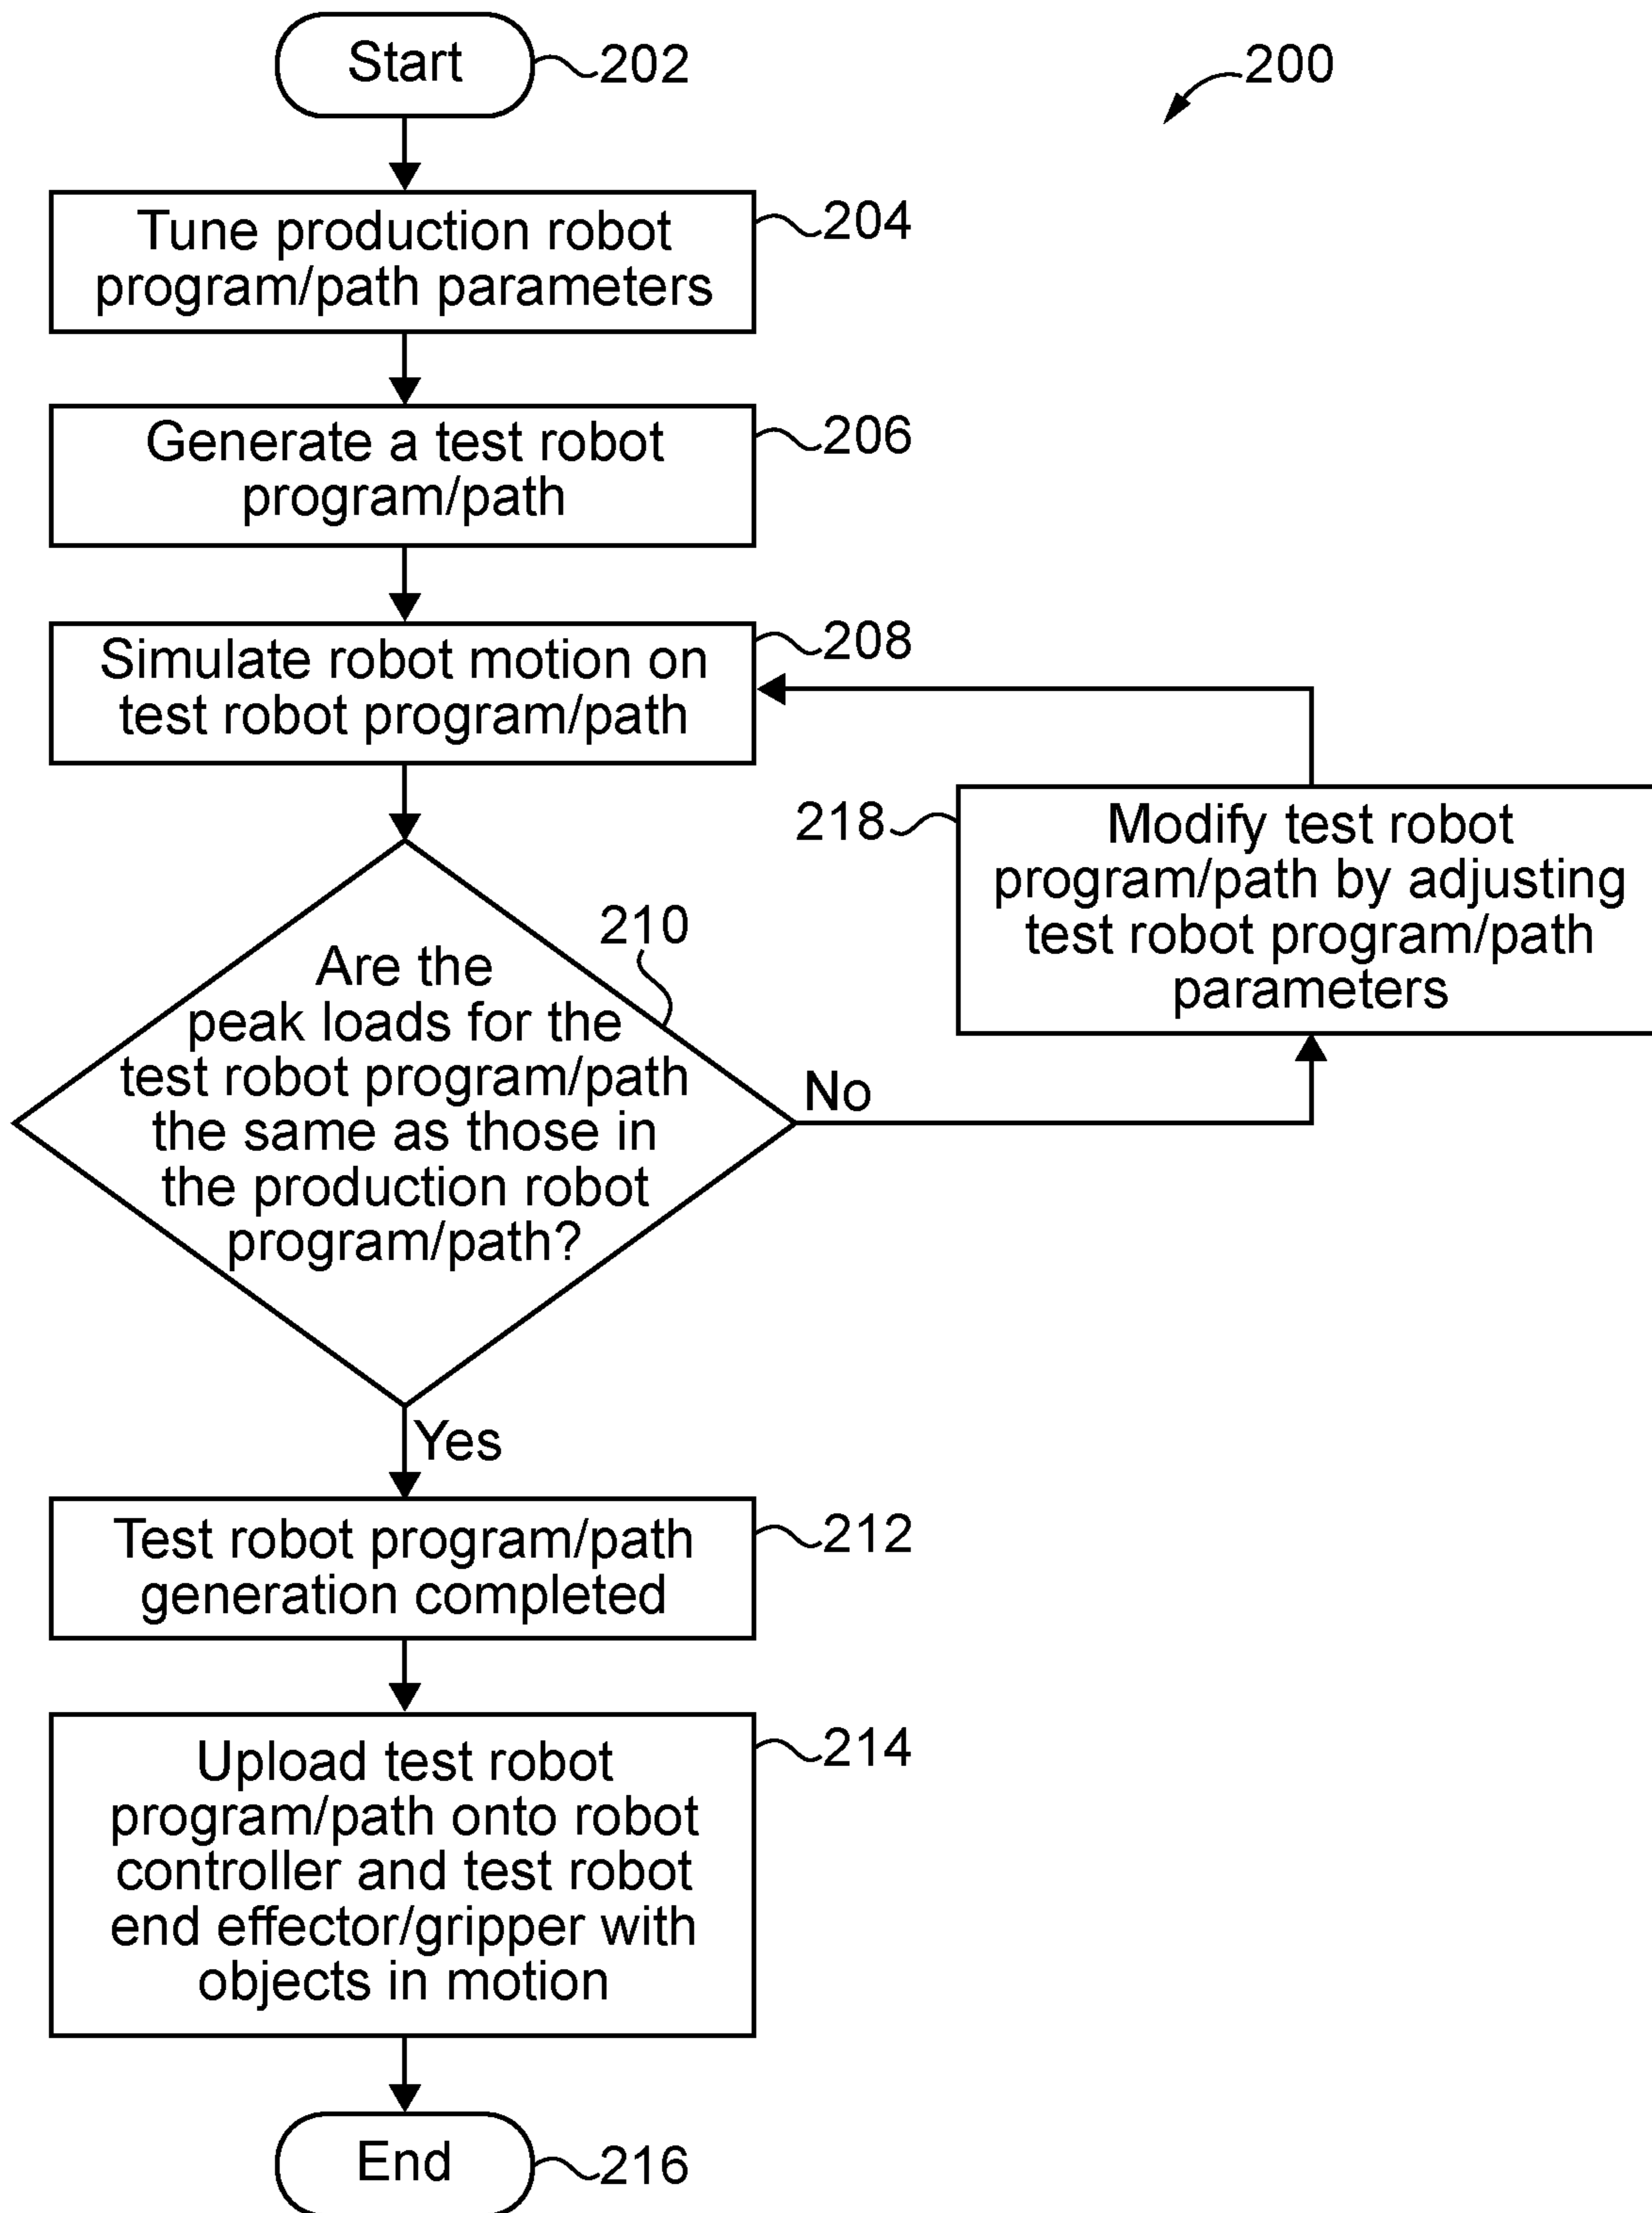 Start
202
200
Tune production robot
program/path parameters
204
Generate a test robot
program/path
206
Simulate robot motion on
test robot program/path
208
218
Modify test robot
program/path by adjusting
test robot program/path
parameters
210
Are the
peak loads for the
test robot program/path
the same as those in
the production robot
program/path?
No
Yes
Test robot program/path
generation completed
212
Upload test robot
program/path onto robot
controller and test robot
end effector/gripper with
objects in motion
214
End
216